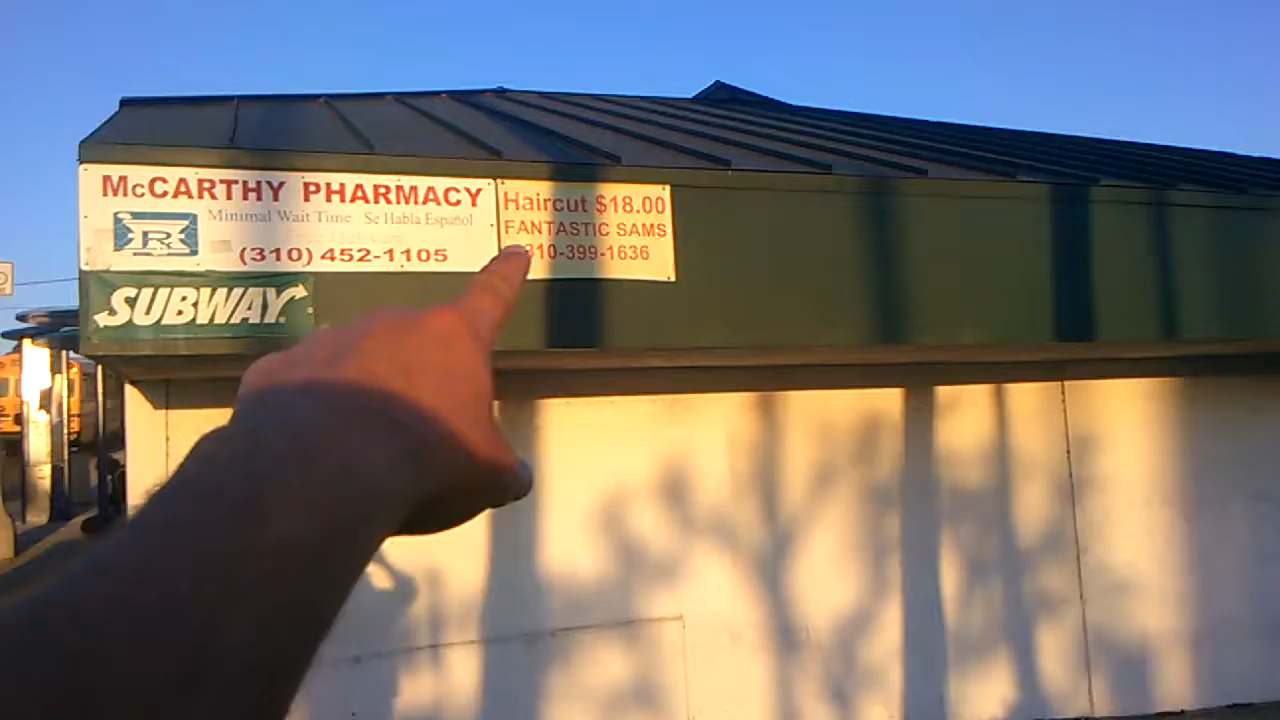 McCARTHY PHARMACY
Minimal Wait Time Se Habla Español
(310) 452-1105
Haircut $18.00
FANTASTIC SAMS
310-399-1636
SUBWAY